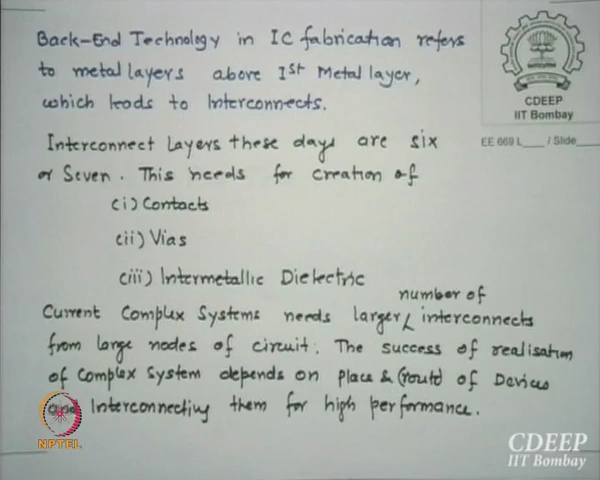 Back-End Technology in IC fabrication refers
to metal layers above 1st Metal layer,
which leads to Interconnects.
CDEEP
IIT Bombay
EE 669 L___ / Slide___
Interconnect Layers these days are six
or Seven. This needs for creation of
(i) Contacts
(ii) Vias
(iii) Intermetallic Dielectric
number of
Current Complex Systems needs larger interconnects
from large nodes of circuit. The success of realisation
of Complex System depends on Place & (route) of Devices
and Interconnecting them for high performance.
NPTEL
CDEEP
IIT Bombay